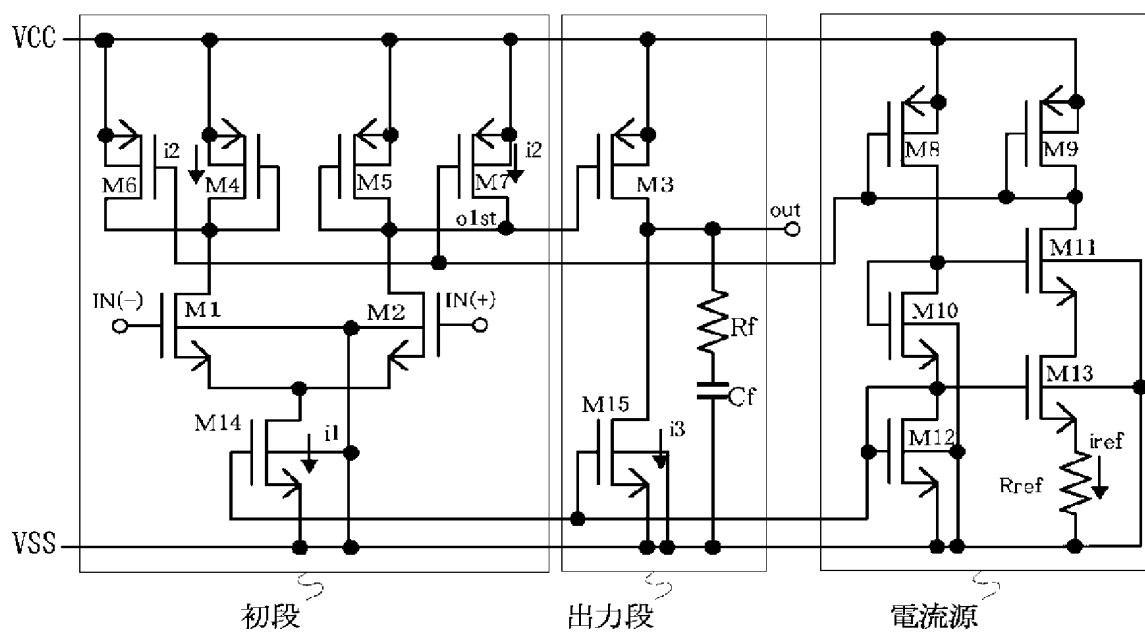 VCC
i2
i2
M6
M4
M5
M7
M3
M8
M9
o1st
out
M11
IN(−)
M1
M2
IN(+)
M10
Rf
M13
Cf
M14
i1
M15
i3
M12
iref
Rref
VSS
初段
出力段
電流源